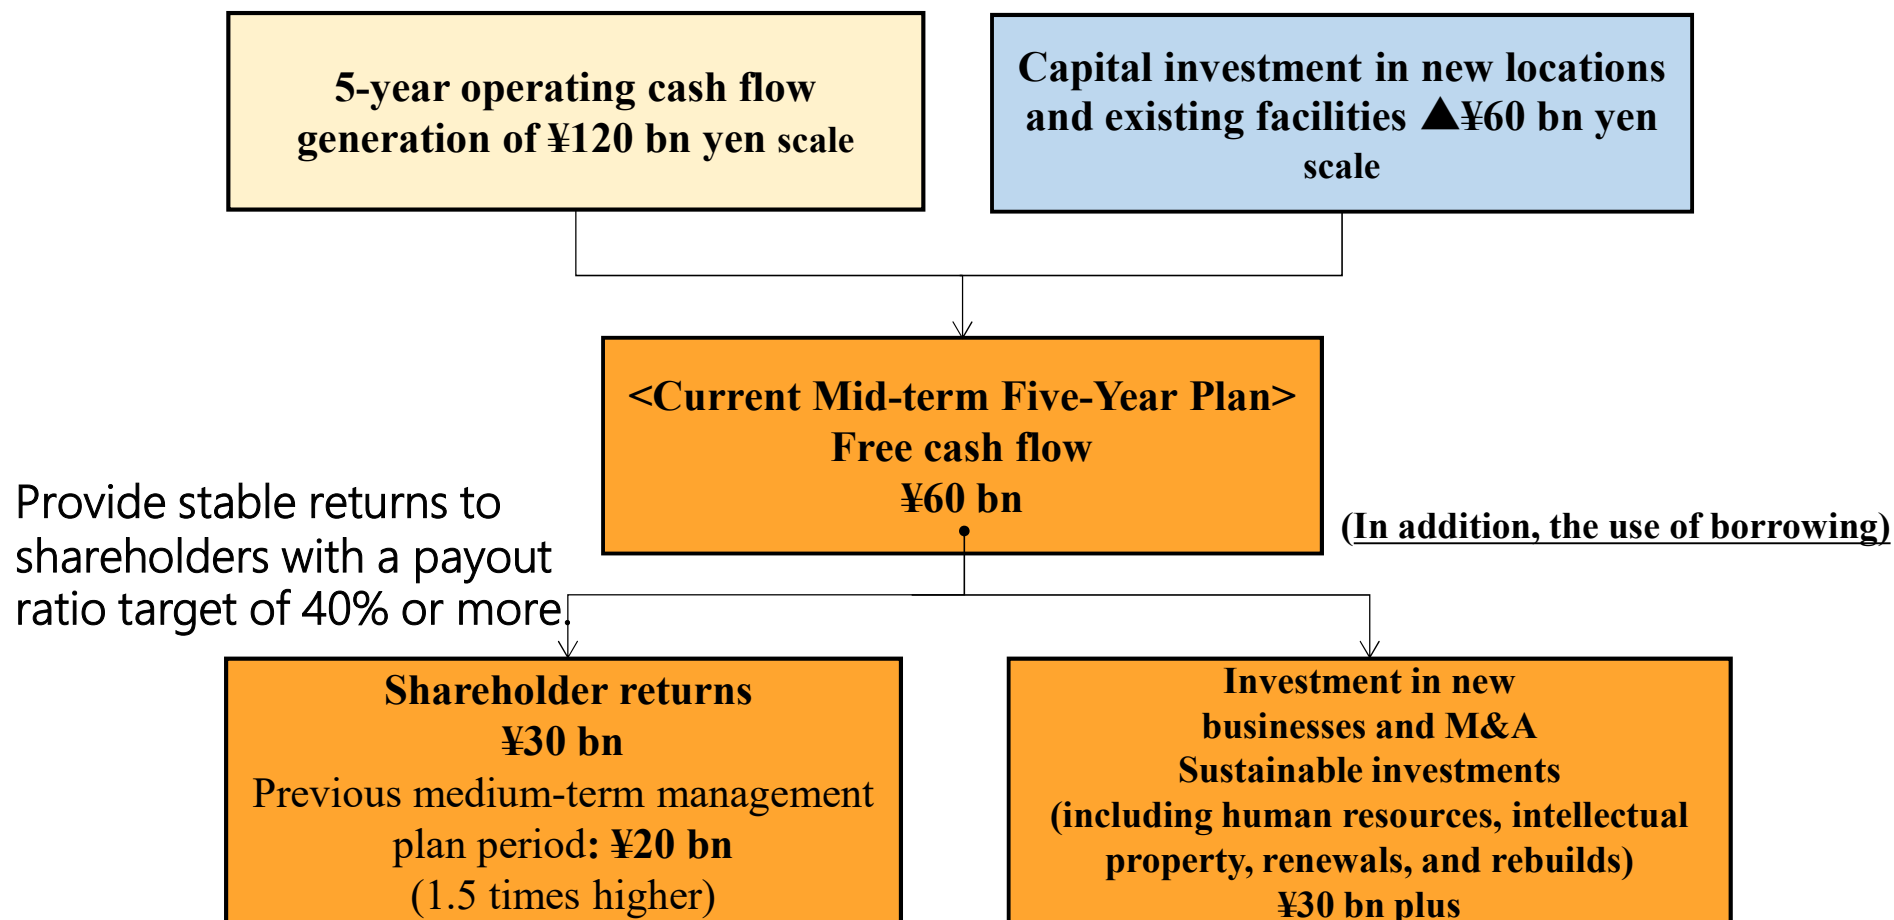 5-year operating cash flow
generation of ¥120 bn yen scale
Capital investment in new locations
and existing facilities ▲¥60 bn yen
scale
<Current Mid-term Five-Year Plan>
Free cash flow
¥60 bn
Provide stable returns to
shareholders with a payout
ratio target of 40% or more.
(In addition, the use of borrowing)
Shareholder returns
¥30 bn
Previous medium-term management
plan period: ¥20 bn
(1.5 times higher)
Investment in new
businesses and M&A
Sustainable investments
(including human resources, intellectual
property, renewals, and rebuilds)
¥30 bn plus